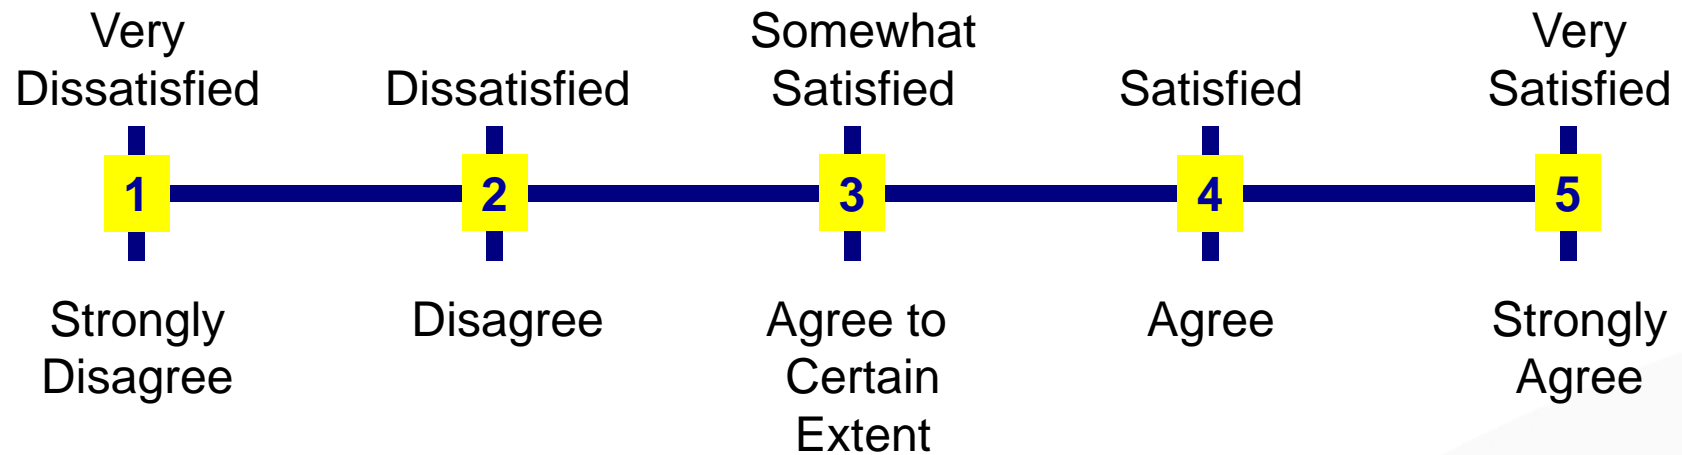 Very Dissatisfied
Dissatisfied
Somewhat Satisfied
Satisfied
Very Satisfied
1 2 3 4 5
Strongly Disagree
Disagree
Agree to Certain Extent
Agree
Strongly Agree